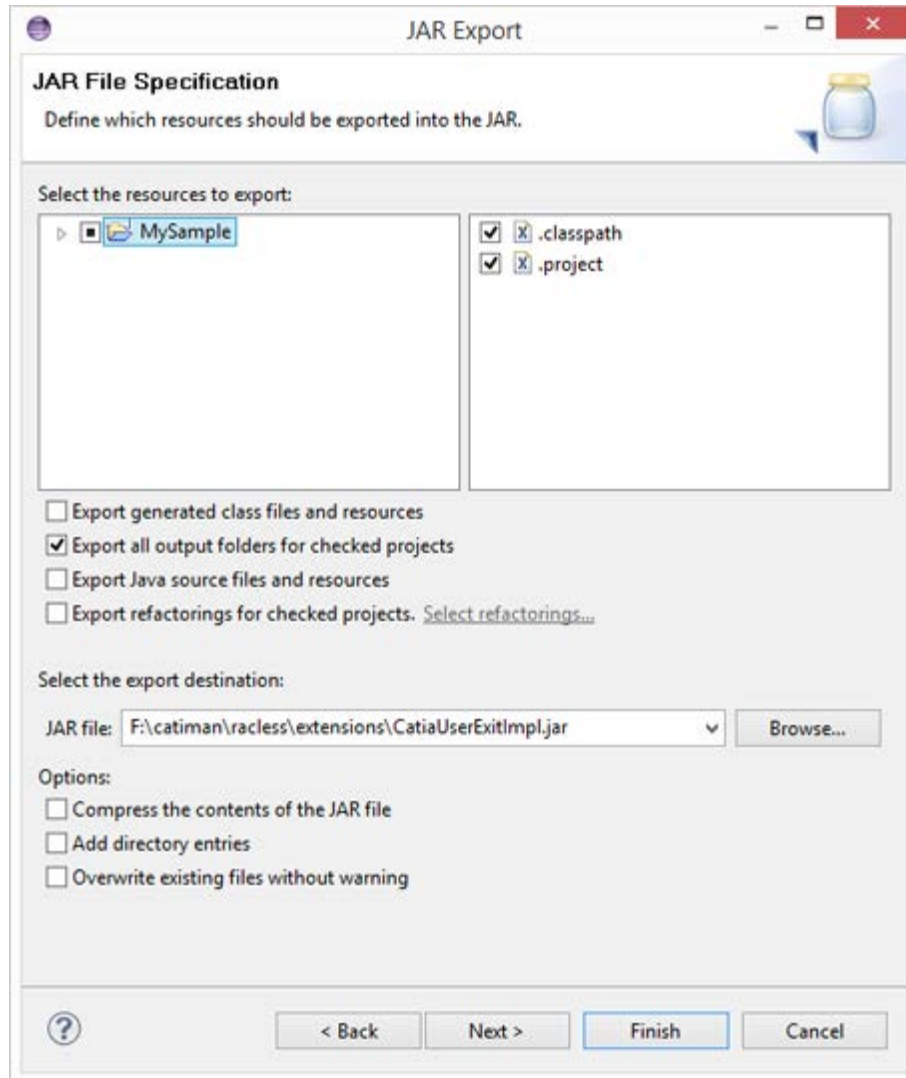 JAR Export
JAR File Specification
Define which resources should be exported into the JAR.
Select the resources to export:
MySample
.classpath
.project
Export generated class files and resources
Export all output folders for checked projects
Export Java source files and resources
Export refactorings for checked projects. Select refactorings...
Select the export destination:
JAR file: F:\catiman\racless\extensions\CatiaUserExitImpl.jar Browse...
Options:
Compress the contents of the JAR file
Add directory entries
Overwrite existing files without warning
? < Back Next > Finish Cancel